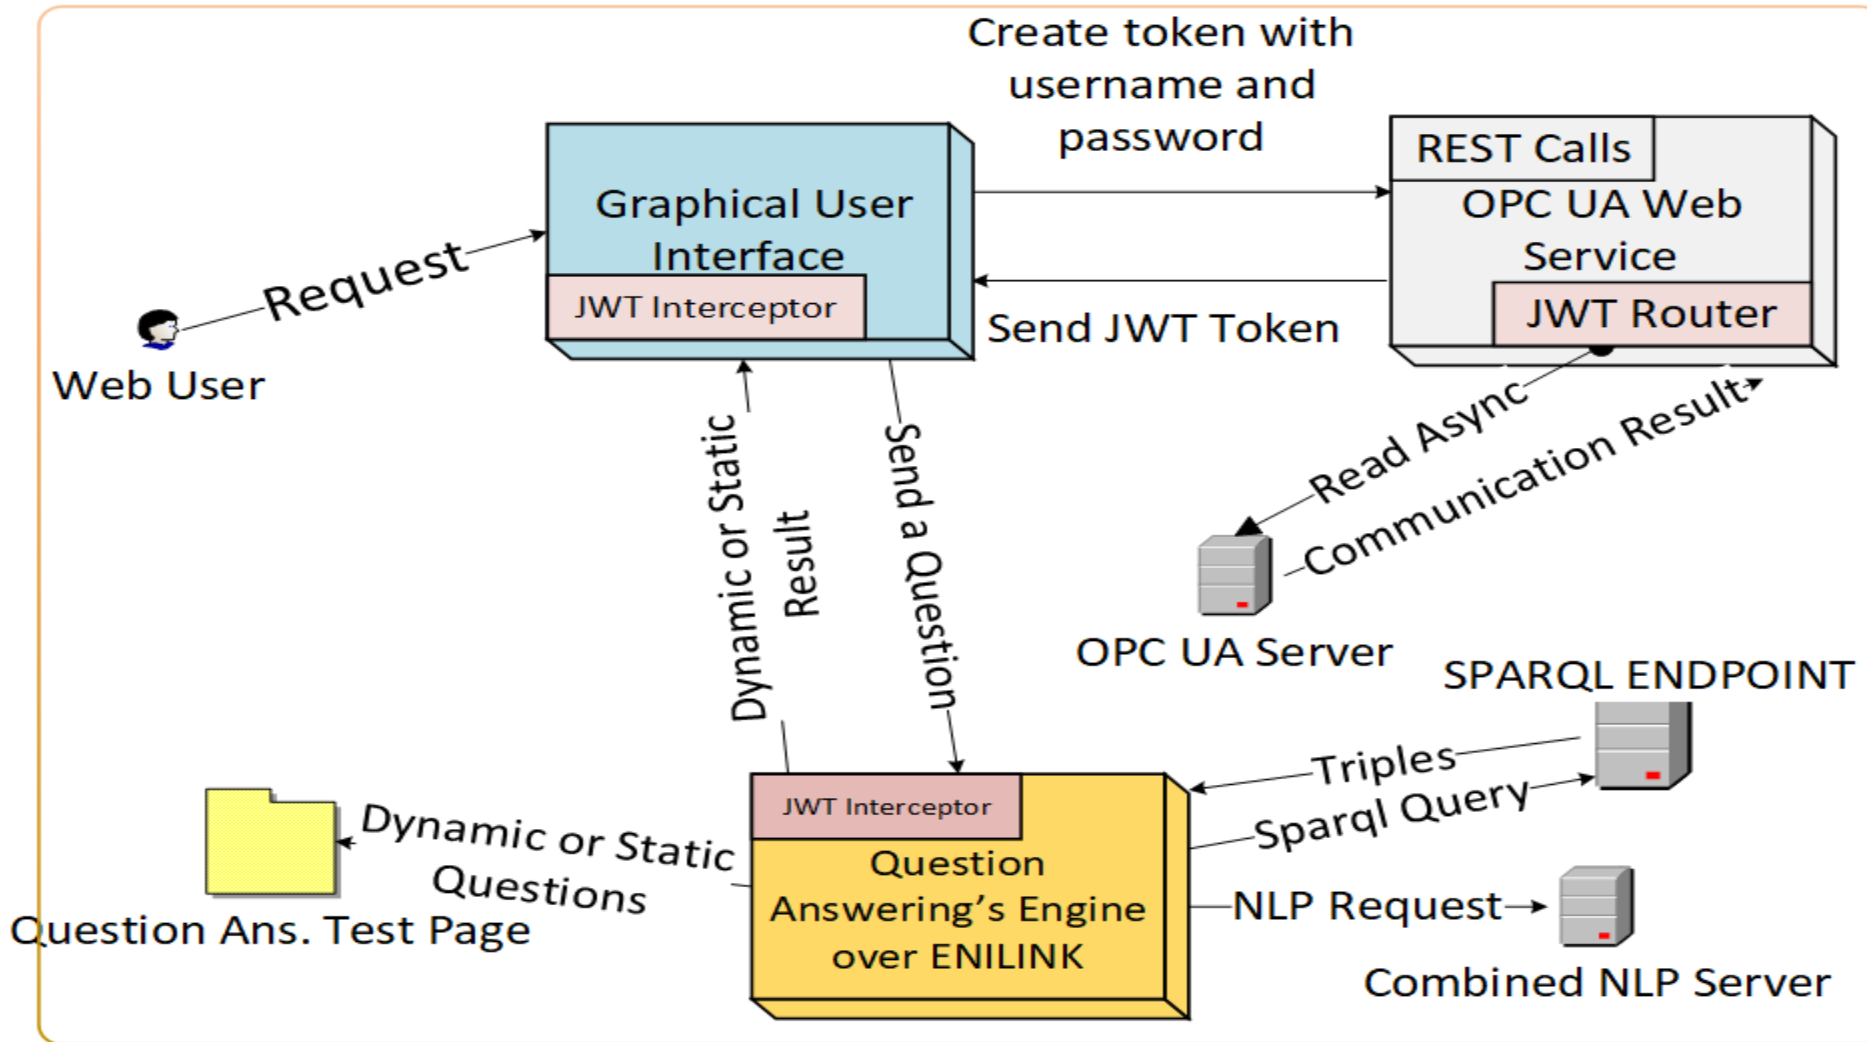 Create token with
username and
password
REST Calls
OPC UA Web
Service
JWT Router
Graphical User
Interface
JWT Interceptor
Request
Web User
Send JWT Token
Read Async
Communication Result
OPC UA Server
Dynamic or Static
Result
Send a Question
SPARQL ENDPOINT
Triples
Sparql Query
JWT Interceptor
Question
Answering’s Engine
over ENILINK
Dynamic or Static
Questions
Question Ans. Test Page
NLP Request
Combined NLP Server